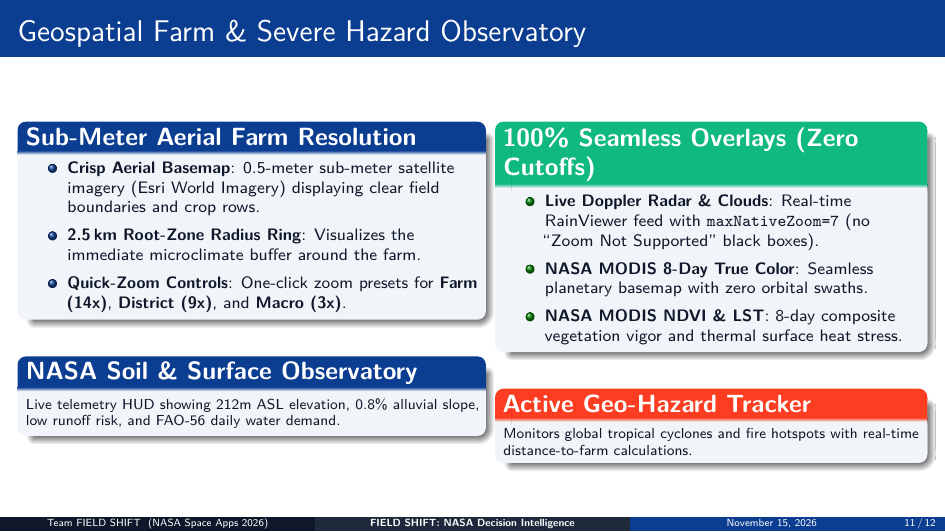 Geospatial Farm & Severe Hazard Observatory
Sub-Meter Aerial Farm Resolution
Crisp Aerial Basemap: 0.5-meter sub-meter satellite
imagery (Esri World Imagery) displaying clear field
boundaries and crop rows.
2.5 km Root-Zone Radius Ring: Visualizes the
immediate microclimate buffer around the farm.
Quick-Zoom Controls: One-click zoom presets for Farm
(14x), District (9x), and Macro (3x).
NASA Soil & Surface Observatory
Live telemetry HUD showing 212m ASL elevation, 0.8% alluvial slope,
low runoff risk, and FAO-56 daily water demand.
100% Seamless Overlays (Zero
Cutoffs)
Live Doppler Radar & Clouds: Real-time
RainViewer feed with maxNativeZoom=7 (no
“Zoom Not Supported” black boxes).
NASA MODIS 8-Day True Color: Seamless
planetary basemap with zero orbital swaths.
NASA MODIS NDVI & LST: 8-day composite
vegetation vigor and thermal surface heat stress.
Active Geo-Hazard Tracker
Monitors global tropical cyclones and fire hotspots with real-time
distance-to-farm calculations.
Team FIELD SHIFT (NASA Space Apps 2026)
FIELD SHIFT: NASA Decision Intelligence
November 15, 2026
11 / 12